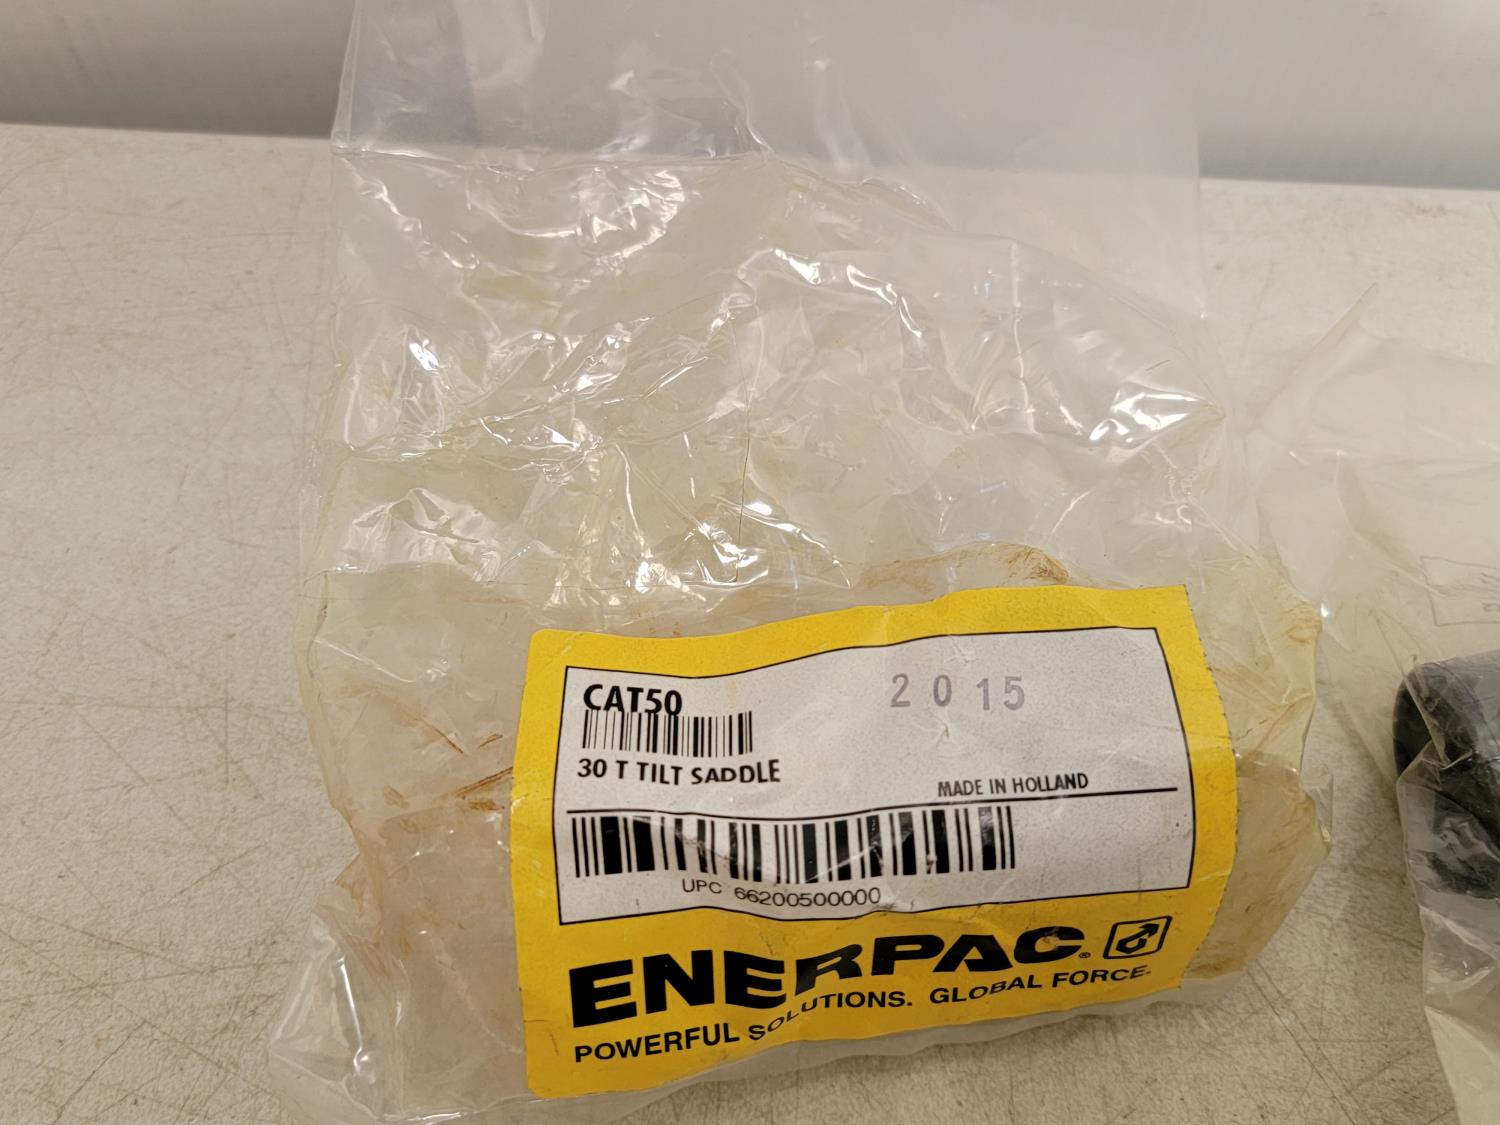 CAT50
2015
30 T TILT SADDLE
MADE IN HOLLAND
UPC 66200500000
ENERPAC®
POWERFUL SOLUTIONS. GLOBAL FORCE.